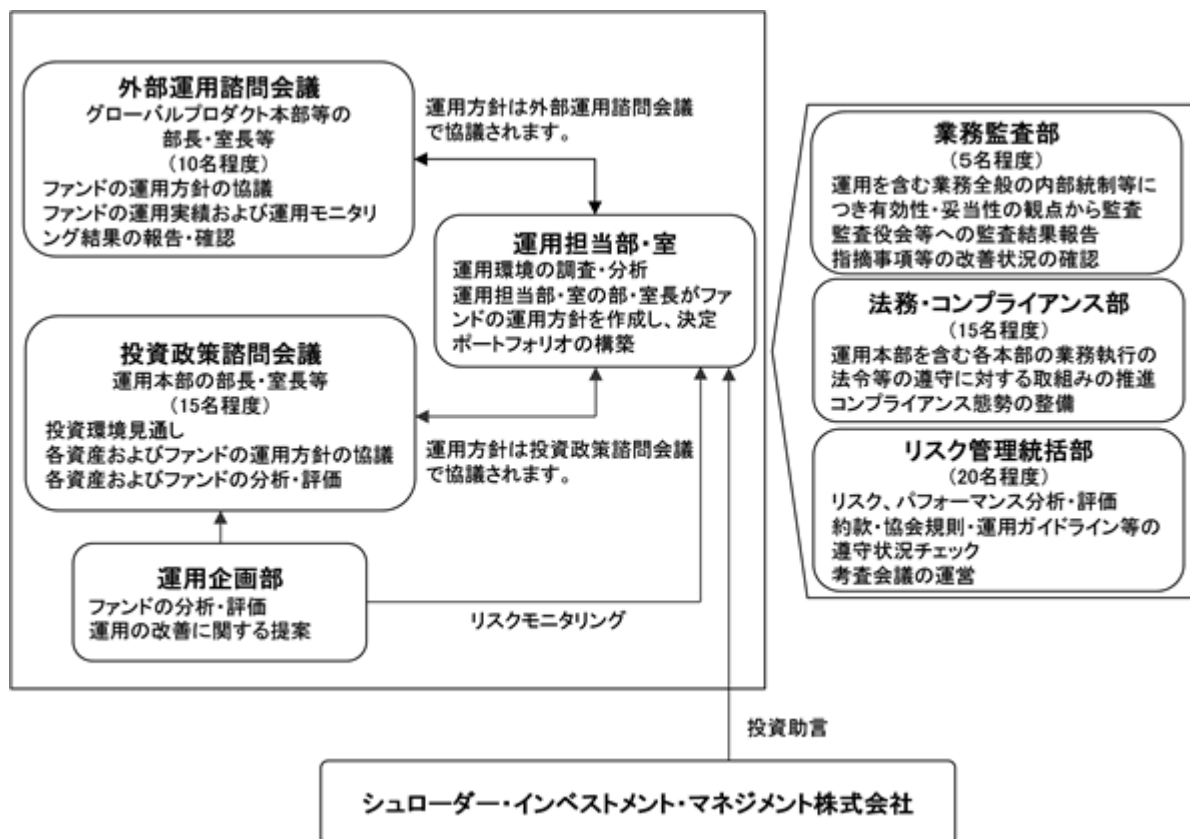 外部運用諮問会議
グローバルプロダクト本部等の
部長・室長等
(10名程度)
ファンドの運用方針の協議
ファンドの運用実績および運用モニタリ
ング結果の報告・確認
運用方針は外部運用諮問会議
で協議されます。
運用担当部・室
運用環境の調査・分析
運用担当部・室の部・室長がファ
ンドの運用方針を作成し、決定
ポートフォリオの構築
投資政策諮問会議
運用本部の部長・室長等
(15名程度)
投資環境見通し
各資産およびファンドの運用方針の協議
各資産およびファンドの分析・評価
運用方針は投資政策諮問会議
で協議されます。
運用企画部
ファンドの分析・評価
運用の改善に関する提案
リスクモニタリング
業務監査部
(5名程度)
運用を含む業務全般の内部統制等に
つき有効性・妥当性の観点から監査
監査役会等への監査結果報告
指摘事項等の改善状況の確認
法務・コンプライアンス部
(15名程度)
運用本部を含む各本部の業務執行の
法令等の遵守に対する取組みの推進
コンプライアンス態勢の整備
リスク管理統括部
(20名程度)
リスク、パフォーマンス分析・評価
約款・協会規則・運用ガイドライン等の
遵守状況チェック
考査会議の運営
投資助言
シュローダー・インベストメント・マネジメント株式会社